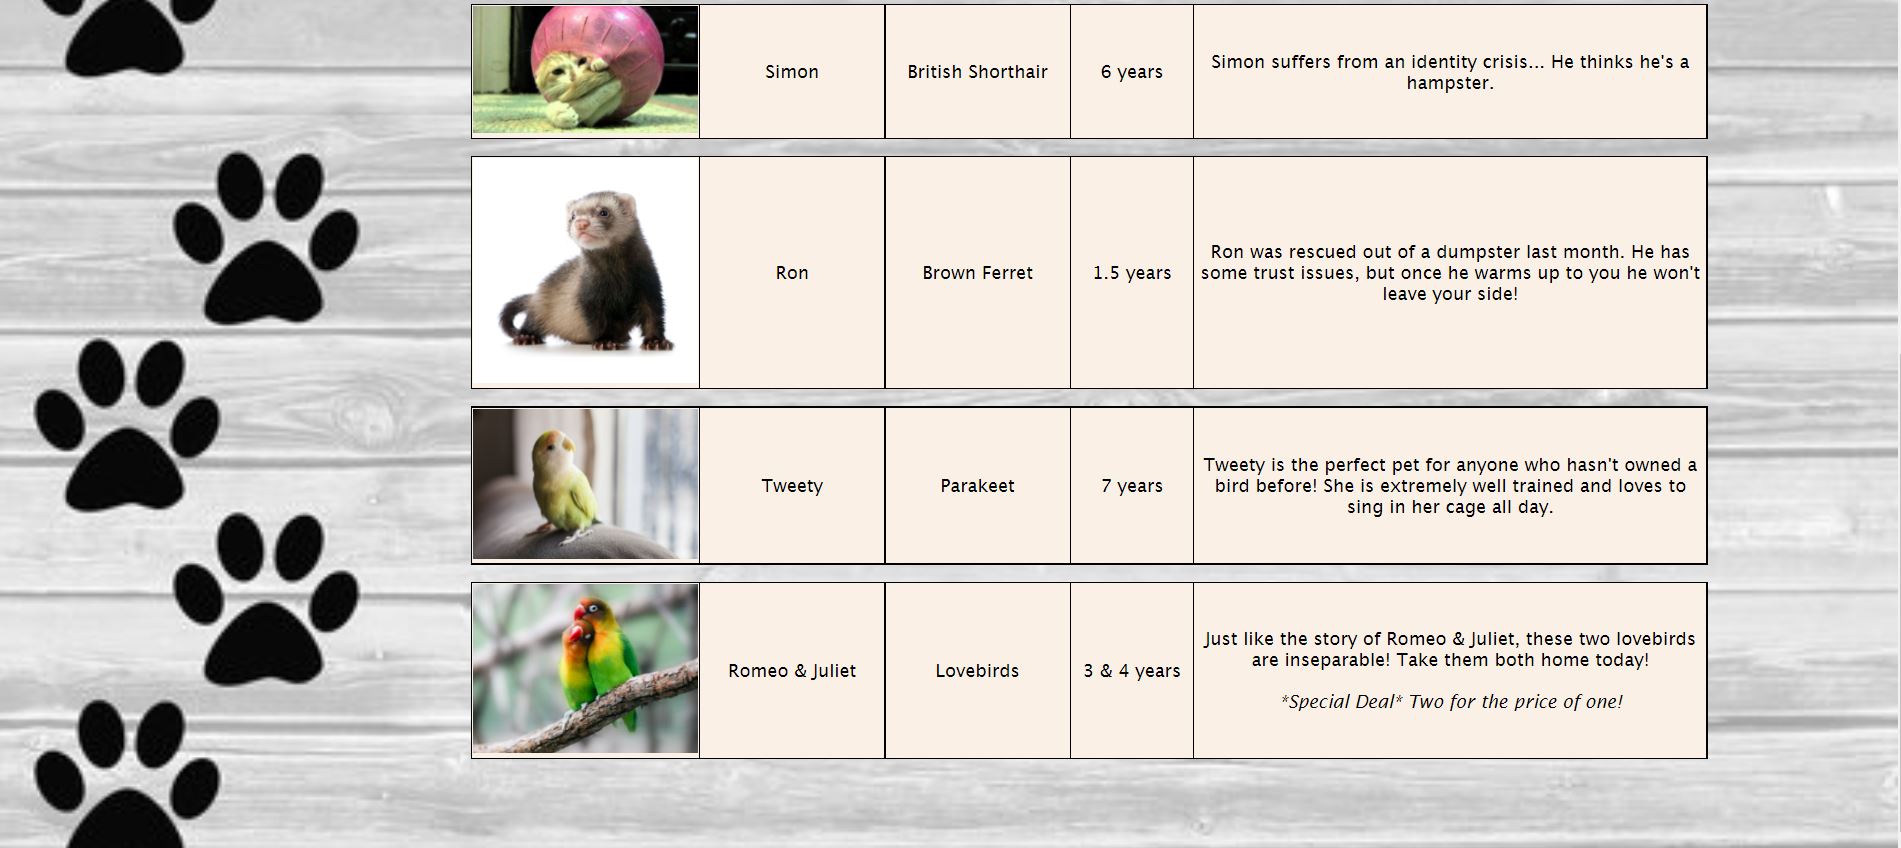 Simon
British Shorthair
6 years
Simon suffers from an identity crisis... He thinks he's a
hampster.
Ron
Brown Ferret
1.5 years
Ron was rescued out of a dumpster last month. He has
some trust issues, but once he warms up to you he won't
leave your side!
Tweety
Parakeet
7 years
Tweety is the perfect pet for anyone who hasn't owned a
bird before! She is extremely well trained and loves to
sing in her cage all day.
Romeo & Juliet
Lovebirds
3 & 4 years
Just like the story of Romeo & Juliet, these two lovebirds
are inseparable! Take them both home today!
*Special Deal* Two for the price of one!